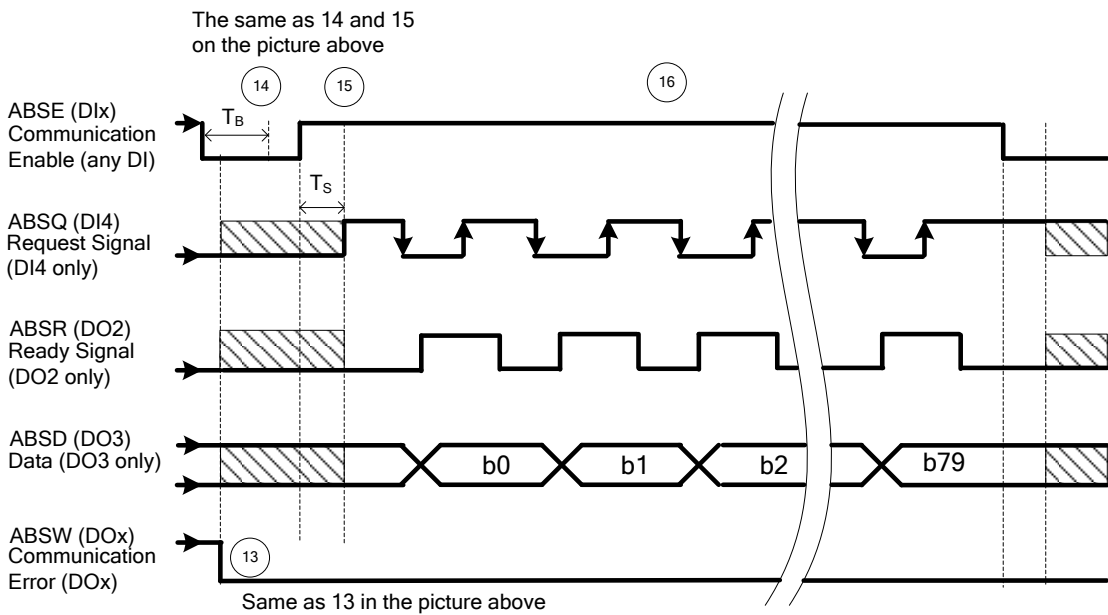 The same as 14 and 15
on the picture above
14
15
16
ABSE (DIx)
Communication
Enable (any DI)
TB
TS
ABSQ (DI4)
Request Signal
(DI4 only)
ABSR (DO2)
Ready Signal
(DO2 only)
ABSD (DO3)
Data (DO3 only)
b0
b1
b2
b79
ABSW (DOx)
Communication
Error (DOx)
13
Same as 13 in the picture above